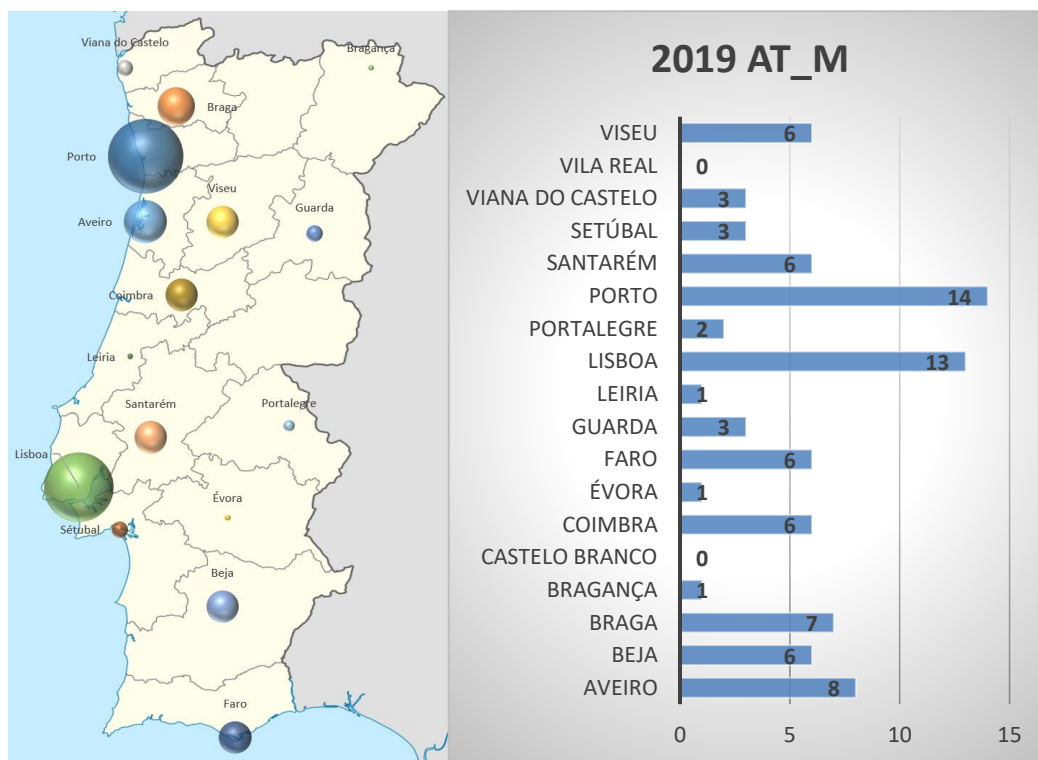 Viana do Castelo
Bragança
Braga
Porto
Viseu
Aveiro
Guarda
Coimbra
Leiria
Santarém
Portalegre
Lisboa
Évora
Sétubal
Beja
Faro
2019 AT_M
VISEU 6
VILA REAL 0
VIANA DO CASTELO 3
SETÚBAL 3
SANTARÉM 6
PORTO 14
PORTALEGRE 2
LISBOA 13
LEIRIA 1
GUARDA 3
FARO 6
ÉVORA 1
COIMBRA 6
CASTELO BRANCO 0
BRAGANÇA 1
BRAGA 7
BEJA 6
AVEIRO 8
0 5 10 15